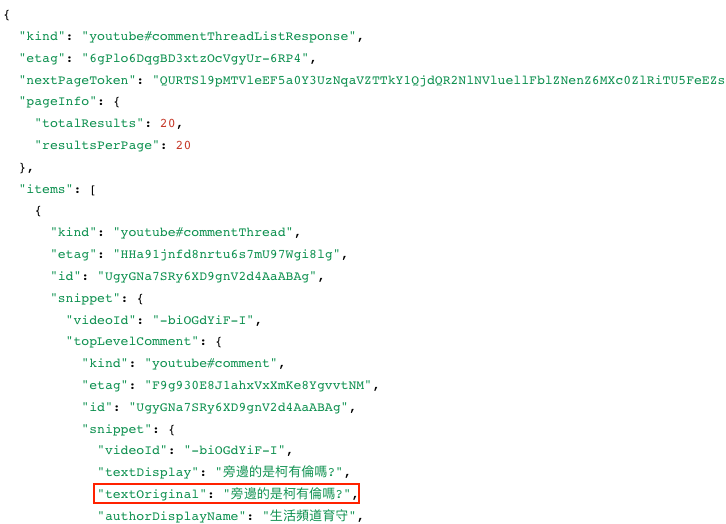 {
"kind": "youtube#commentThreadListResponse",
"etag": "6gPlo6DqgBD3xtzOcVgyUr-6RP4",
"nextPageToken": "QURTSl9pMTVleEF5a0Y3UzNqaVZTTkY1QjdQR2NlNVluellFblZNenZ6MXc0ZlRiTU5FeEZs
"pageInfo": {
"totalResults": 20,
"resultsPerPage": 20
},
"items": [
{
"kind": "youtube#commentThread",
"etag": "HHa9ljnfd8nrtu6s7mU97Wgi8lg",
"id": "UgyGNa7SRy6XD9gnV2d4AaABAg",
"snippet": {
"videoId": "-biOGdYiF-I",
"topLevelComment": {
"kind": "youtube#comment",
"etag": "F9g930E8J1ahxVxXmKe8YgvvtNM",
"id": "UgyGNa7SRy6XD9gnV2d4AaABAg",
"snippet": {
"videoId": "-biOGdYiF-I",
"textDisplay": "旁邊的是柯有倫嗎?",
"textOriginal": "旁邊的是柯有倫嗎?",
"authorDisplayName": "生活頻道育守",